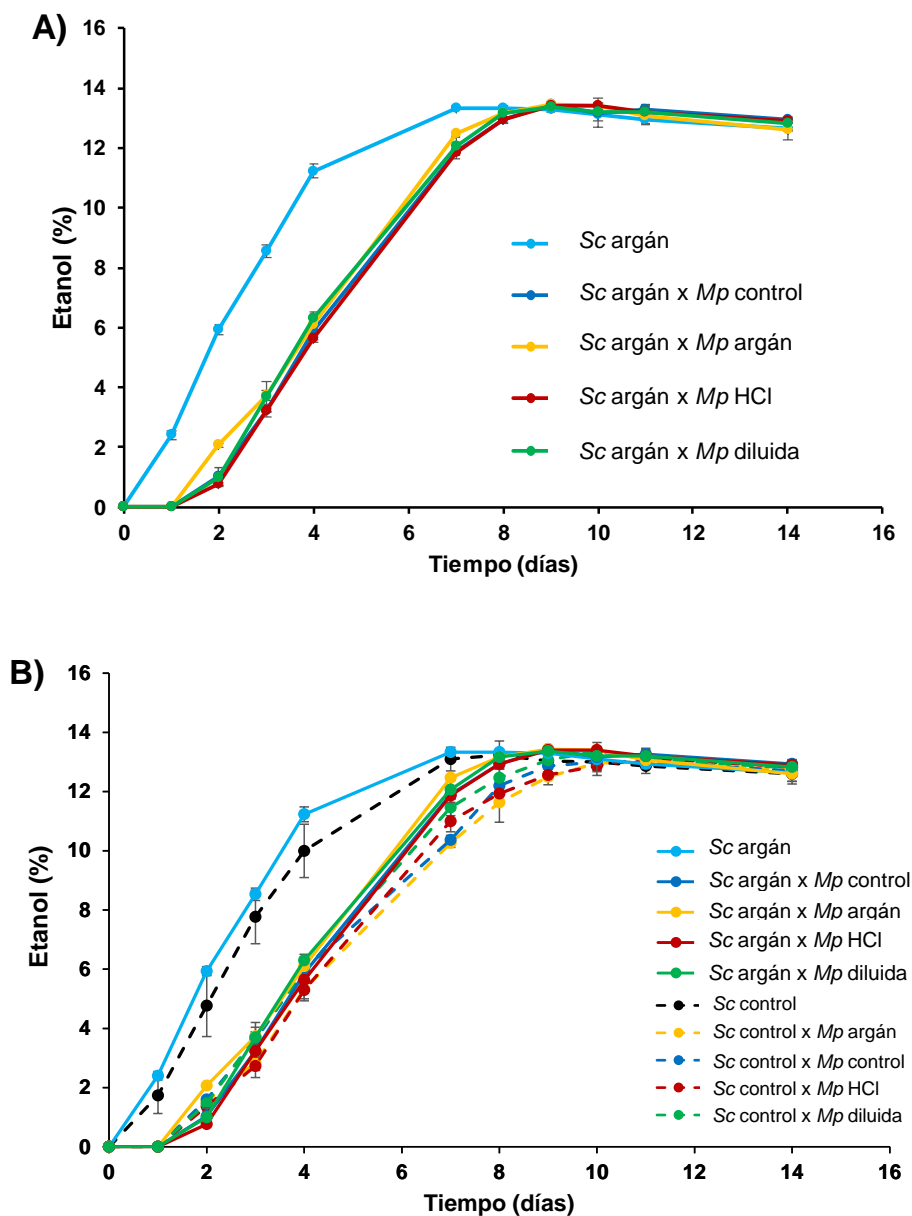 A)
16
14
12
10
8
6
4
2
0
Etanol (%)
Sc argán
Sc argán x Mp control
Sc argán x Mp argán
Sc argán x Mp HCl
Sc argán x Mp diluida
0 2 4 6 8 10 12 14 16
Tiempo (días)
B)
16
14
12
10
8
6
4
2
0
Etanol (%)
Sc argán
Sc argán x Mp control
Sc argán x Mp argán
Sc argán x Mp HCl
Sc argán x Mp diluida
Sc control
Sc control x Mp argán
Sc control x Mp control
Sc control x Mp HCl
Sc control x Mp diluida
0 2 4 6 8 10 12 14 16
Tiempo (días)